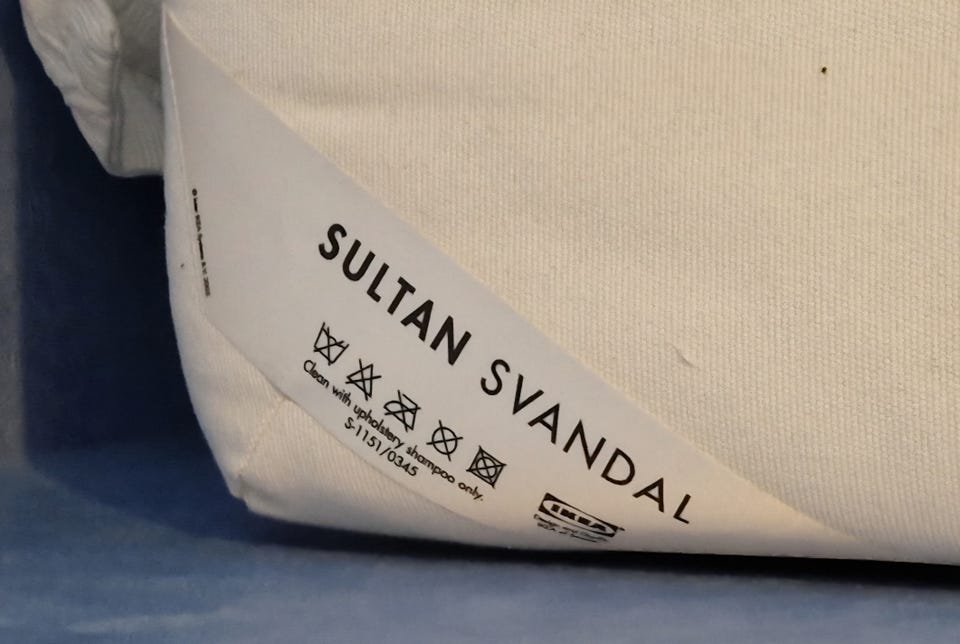 SULTAN SVANDAL
Clean with upholstery shampoo only.
S-1151/0345
IKEA